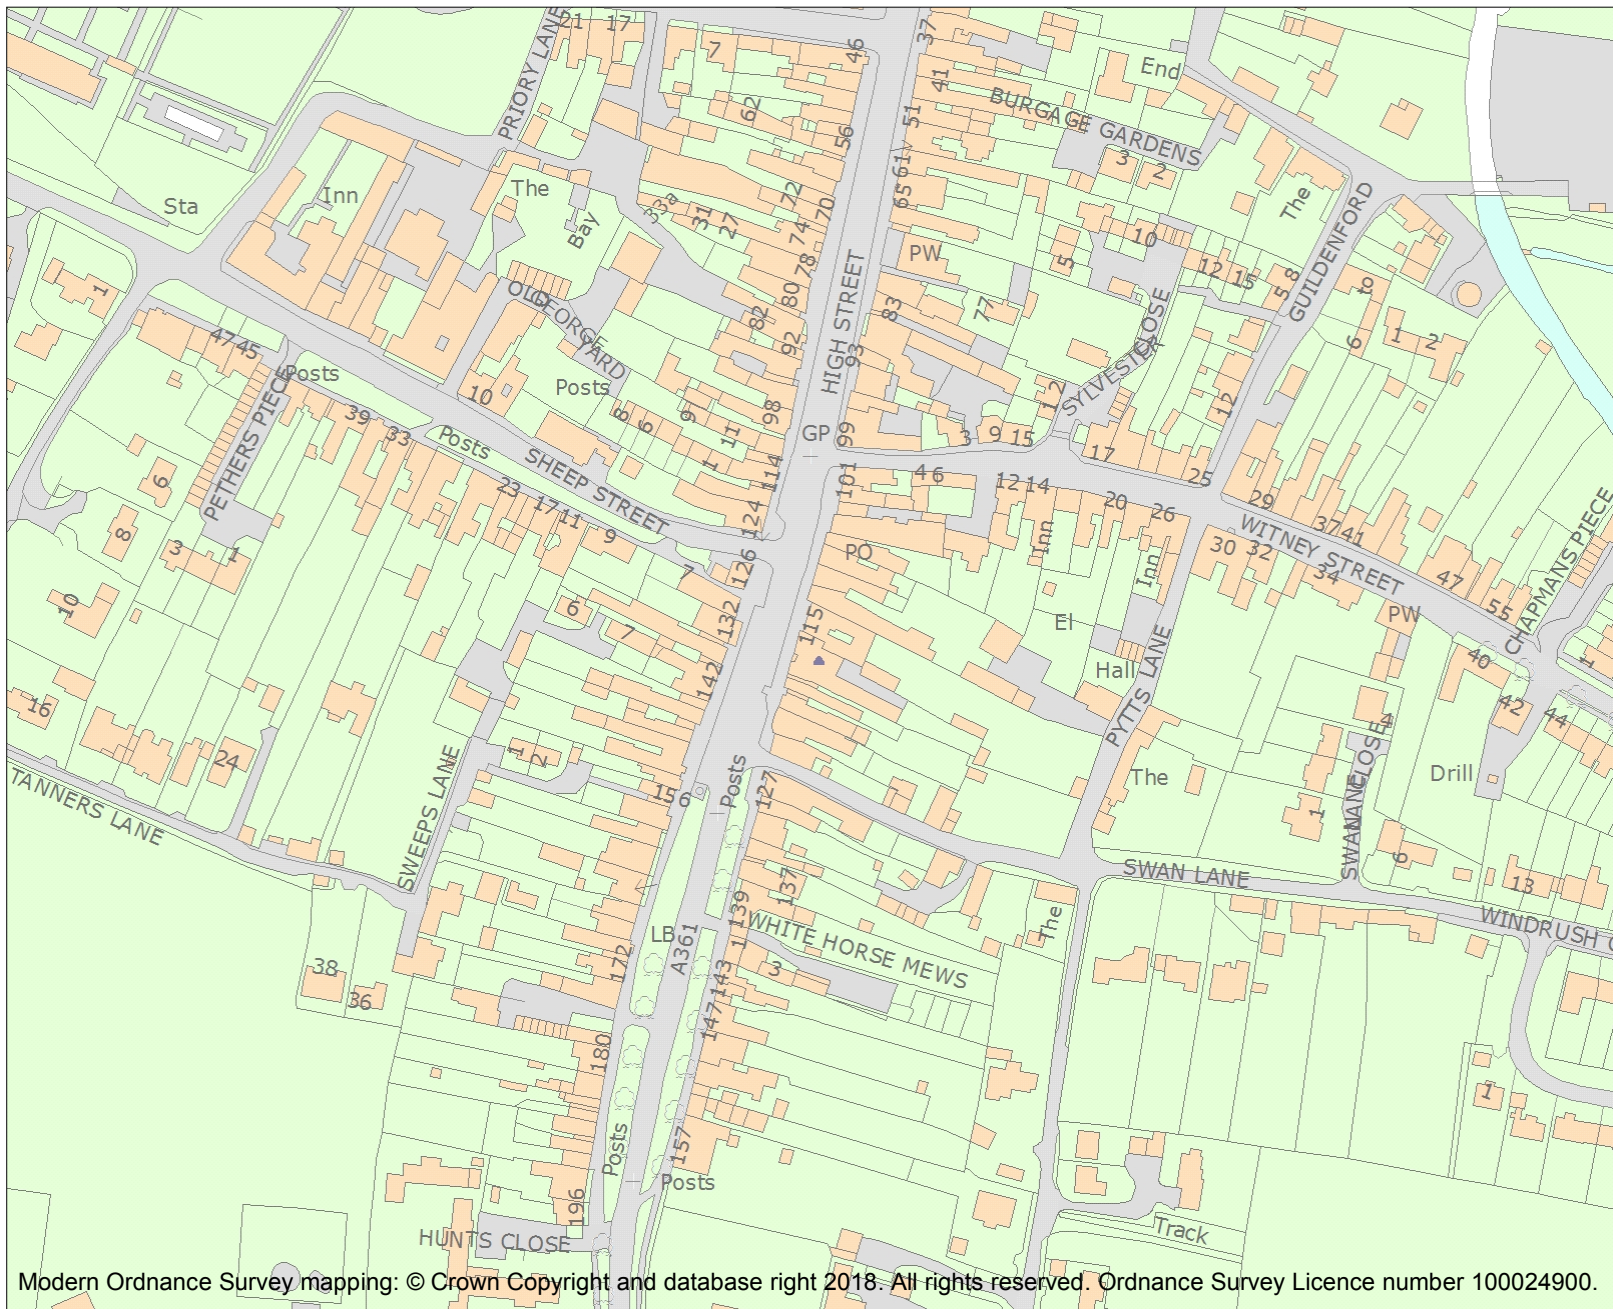 21
17
7
46
37
PRIORY LANE
62
56
41
51
End
BURGAGE GARDENS
3
2
Sta
Inn
The
Bay
33a
31
27
72
70
74
78
80
82
92
61
65
PW
83
93
77
5
10
12
15
The
GUILDENFORD
5
8
6
1
2
1
47
45
Posts
PETHERS PIECE
39
33
Posts
10
OLD
GEORGE
YARD
Posts
8
6
9
11
1
98
114
HIGH STREET
99
GP
101
3
9
15
12
SYLVESTER
CLOSE
17
12
25
4
6
12
14
20
26
29
37
41
47
55
WITNEY STREET
CHAPMANS PIECE
6
8
3
1
10
16
24
SHEEP STREET
23
17
11
9
7
124
126
132
142
6
7
PO
Inn
Inn
30
32
34
PW
40
42
44
1
115
El
Hall
PYTTS LANE
TANNERS LANE
SWEEPS LANE
1
2
156
Posts
127
The
4
SWAN LANE
CLOSE
1
6
Drill
13
SWAN LANE
WINDRUSH
38
36
172
LB
A361
137
139
1
WHITE HORSE MEWS
3
143
147
The
180
Posts
157
Posts
196
HUNTS CLOSE
Track
1
Modern Ordnance Survey mapping: © Crown Copyright and database right 2018. All rights reserved. Ordnance Survey Licence number 100024900.